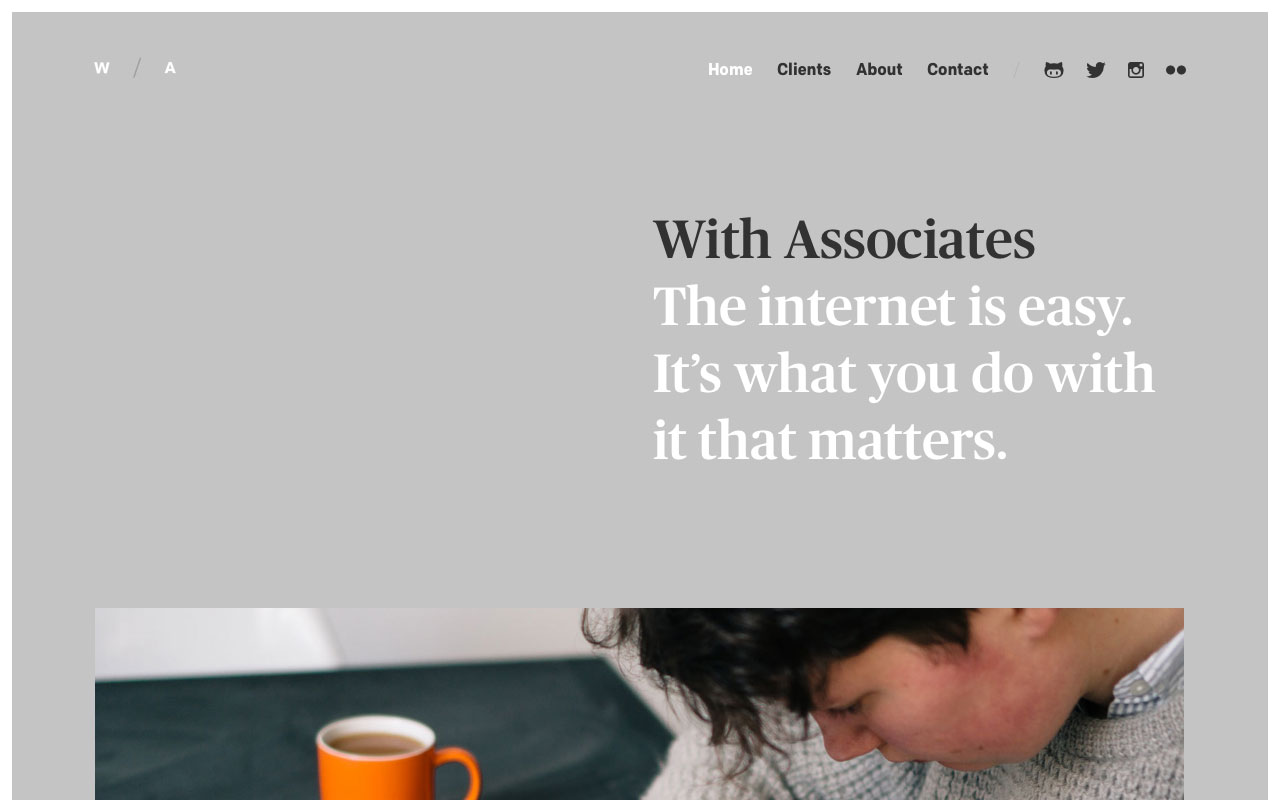 W / A
Home Clients About Contact /
With Associates
The internet is easy.
It’s what you do with
it that matters.